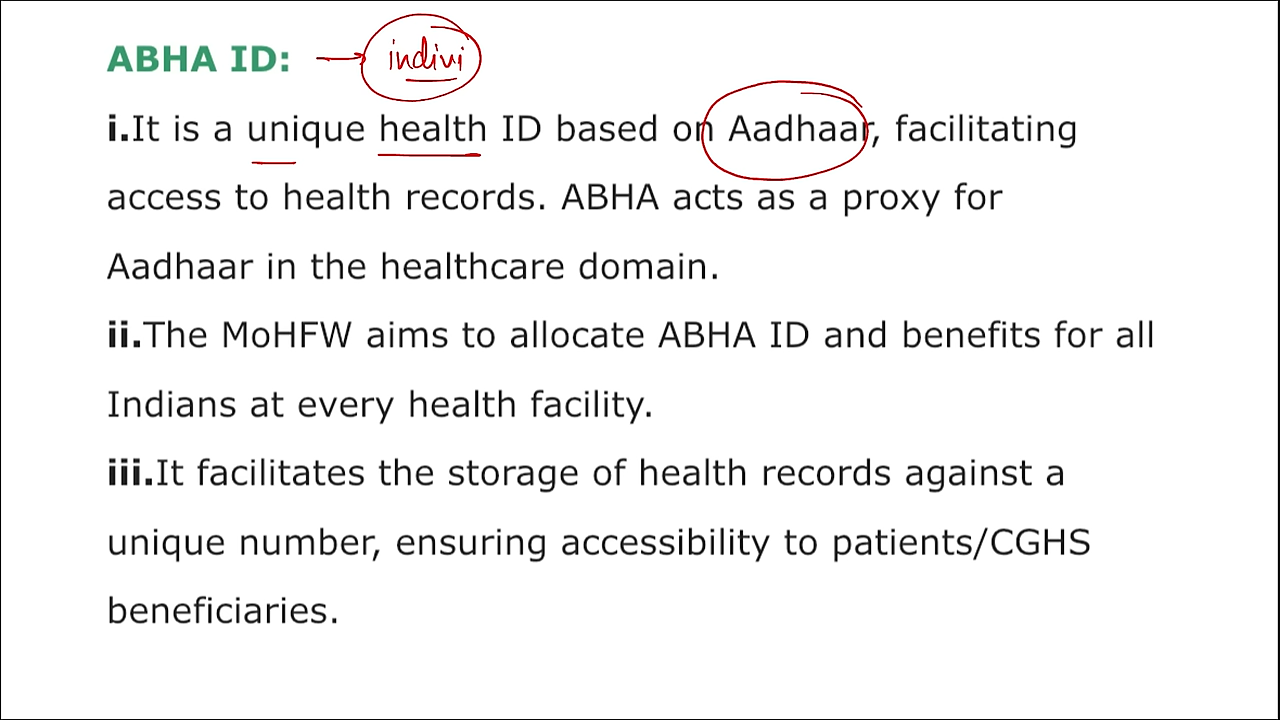 ABHA ID: → indivi
i.It is a unique health ID based on Aadhaar, facilitating
access to health records. ABHA acts as a proxy for
Aadhaar in the healthcare domain.
ii.The MoHFW aims to allocate ABHA ID and benefits for all
Indians at every health facility.
iii.It facilitates the storage of health records against a
unique number, ensuring accessibility to patients/CGHS
beneficiaries.